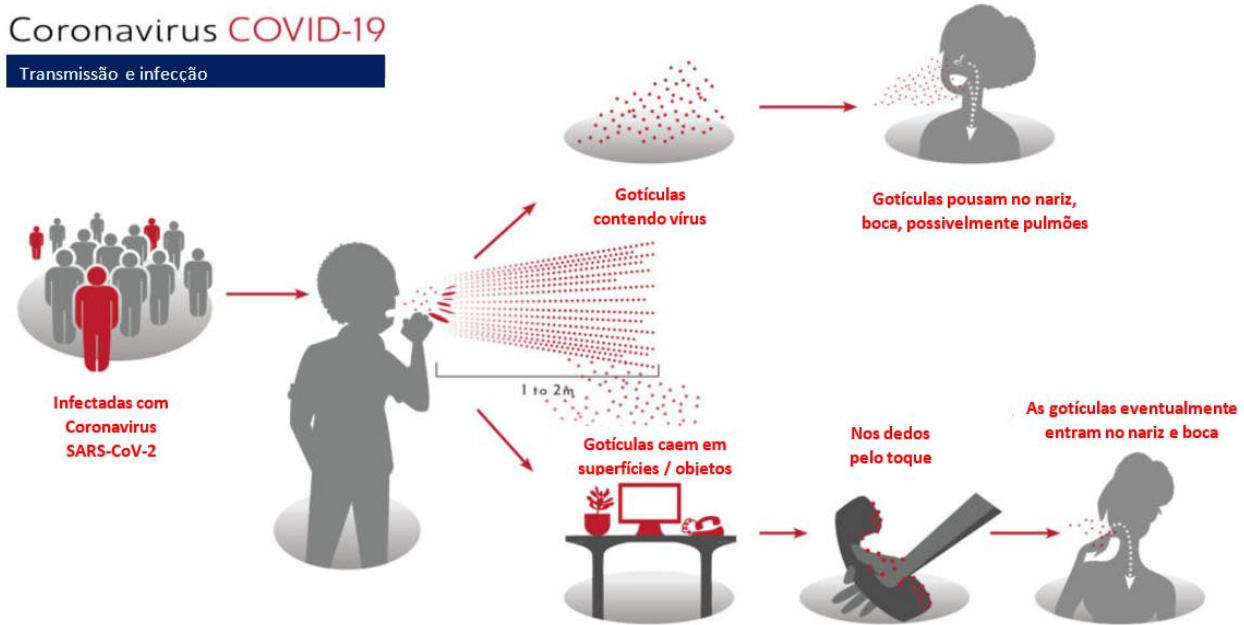 Coronavirus COVID-19
Transmissão e infecção
Gotículas
contendo vírus
Gotículas pousam no nariz,
boca, possivelmente pulmões
Infectadas com
Coronavirus
SARS-CoV-2
1 to 2m
Gotículas caem em
superfícies / objetos
Nos dedos
pelo toque
As gotículas eventualmente
entram no nariz e boca